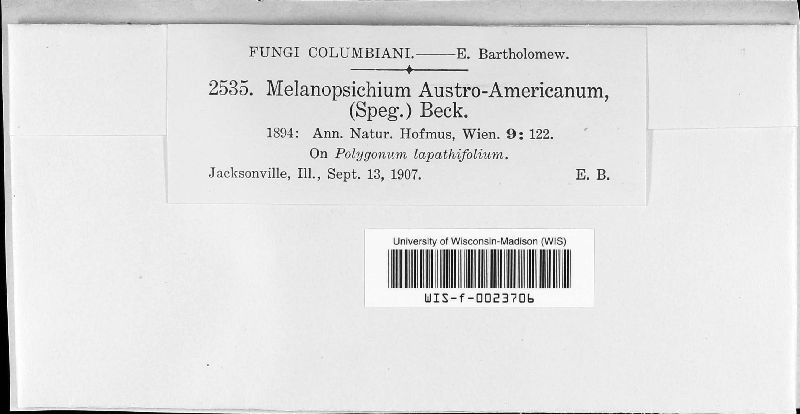 FUNGI COLUMBIANI.——E. Bartholomew.
2535. Melanopsichium Austro-Americanum,
(Speg.) Beck.
1894: Ann. Natur. Hofmus, Wien. 9: 122.
On Polygonum lapathifolium.
Jacksonville, Ill., Sept. 13, 1907. E. B.
University of Wisconsin-Madison (WIS)
WIS-f-0023706